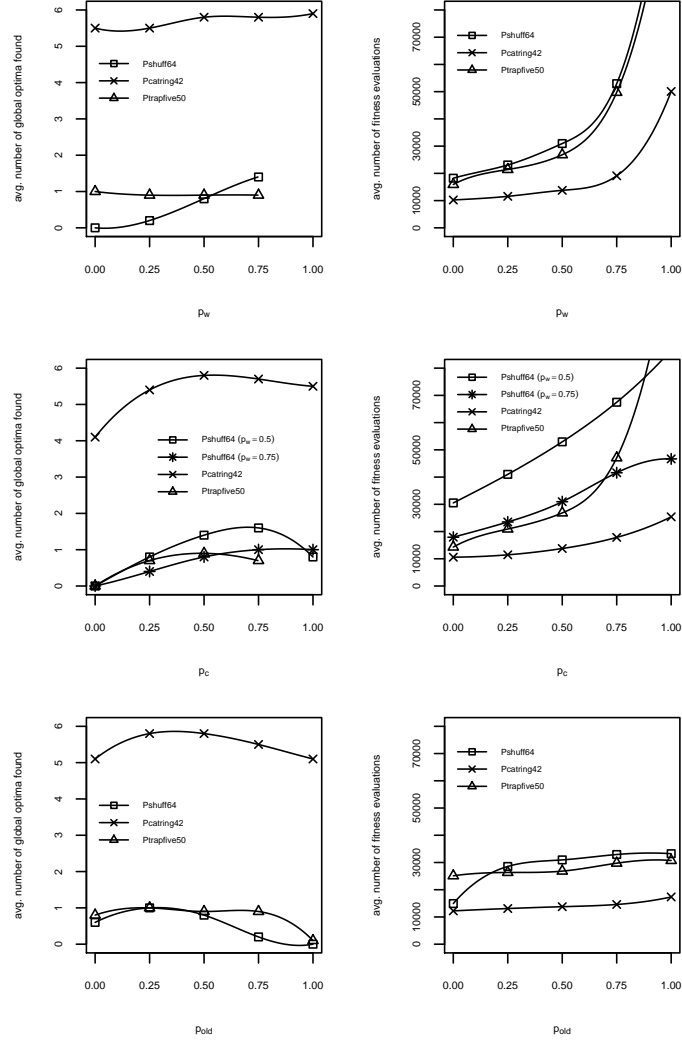 avg. number of global optima found
0 1 2 3 4 5 6
Pshuff64
Pcatring42
Ptrapfive50
0.00 0.25 0.50 0.75 1.00
pw
avg. number of fitness evaluations
0 10000 30000 50000 70000
Pshuff64
Pcatring42
Ptrapfive50
0.00 0.25 0.50 0.75 1.00
pw
avg. number of global optima found
0 1 2 3 4 5 6
Pshuff64 (pw = 0.5)
Pshuff64 (pw = 0.75)
Pcatring42
Ptrapfive50
0.00 0.25 0.50 0.75 1.00
pc
avg. number of fitness evaluations
0 10000 30000 50000 70000
Pshuff64 (pw = 0.5)
Pshuff64 (pw = 0.75)
Pcatring42
Ptrapfive50
0.00 0.25 0.50 0.75 1.00
pc
avg. number of global optima found
0 1 2 3 4 5 6
Pshuff64
Pcatring42
Ptrapfive50
0.00 0.25 0.50 0.75 1.00
pold
avg. number of fitness evaluations
0 10000 30000 50000 70000
Pshuff64
Pcatring42
Ptrapfive50
0.00 0.25 0.50 0.75 1.00
pold